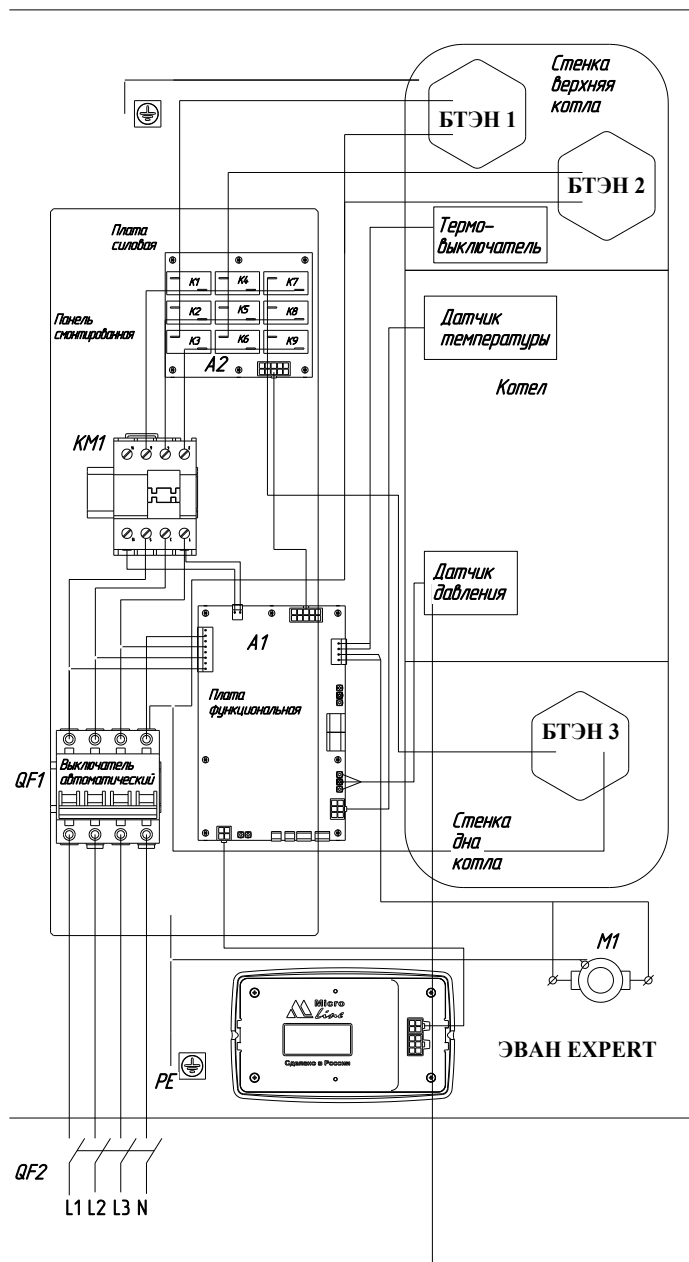 Стенка
верхняя
котла
БТЭН 1
БТЭН 2
Термо-
выключатель
Плата
силовая
K1 K4 K7
K2 K5 K8
K3 K6 K9
A2
Панель
смонтированная
Датчик
температуры
Котел
KM1
Датчик
давления
A1
Плата
функциональная
БТЭН 3
QF1
Выключатель
автоматический
Стенка
дна
котла
M1
Micro
Line
Сделано в России
ЭВАН EXPERT
PE
QF2
L1 L2 L3 N